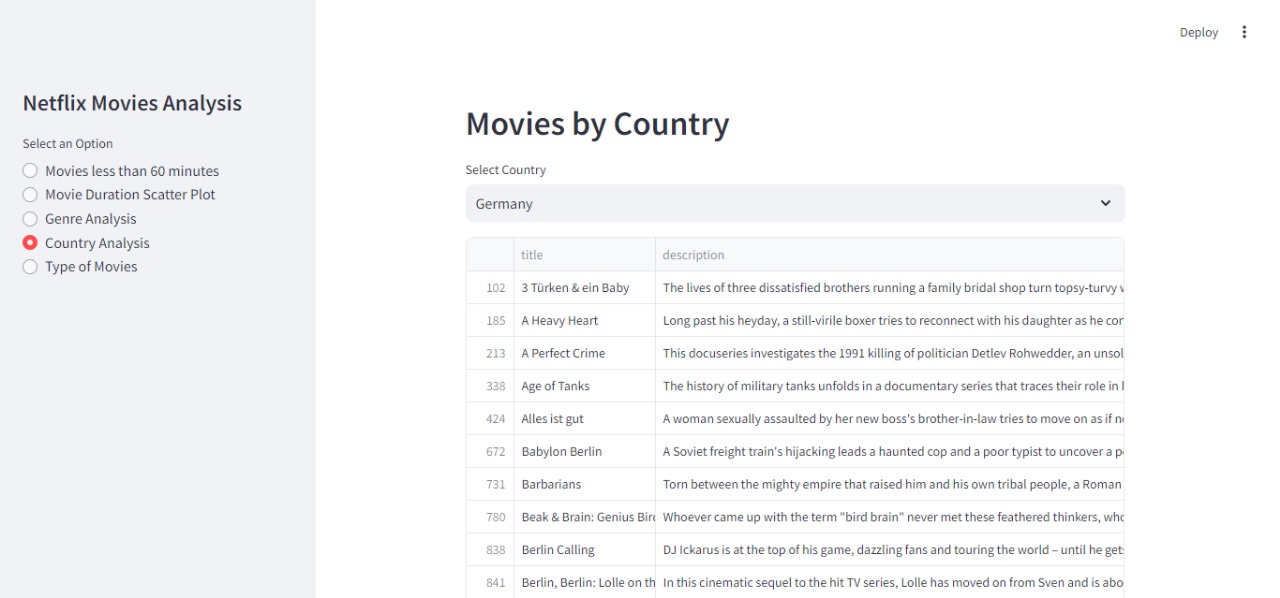 Deploy
Netflix Movies Analysis
Select an Option
Movies less than 60 minutes
Movie Duration Scatter Plot
Genre Analysis
Country Analysis
Type of Movies
Movies by Country
Select Country
Germany
title description
102 3 Türken & ein Baby The lives of three dissatisfied brothers running a family bridal shop turn topsy-turvy
185 A Heavy Heart Long past his heyday, a still-virile boxer tries to reconnect with his daughter as he
213 A Perfect Crime This docuseries investigates the 1991 killing of politician Detlev Rohwedder, an
338 Age of Tanks The history of military tanks unfolds in a documentary series that traces their role in
424 Alles ist gut A woman sexually assaulted by her new boss's brother-in-law tries to move on as if
672 Babylon Berlin A Soviet freight train's hijacking leads a haunted cop and a poor typist to uncover a
731 Barbarians Torn between the mighty empire that raised him and his own tribal people, a Roman
780 Beak & Brain: Genius Whoever came up with the term "bird brain" never met these feathered thinkers,
838 Berlin Calling DJ Ickarus is at the top of his game, dazzling fans and touring the world – until he
841 Berlin, Berlin: Lolle on In this cinematic sequel to the hit TV series, Lolle has moved on from Sven and is